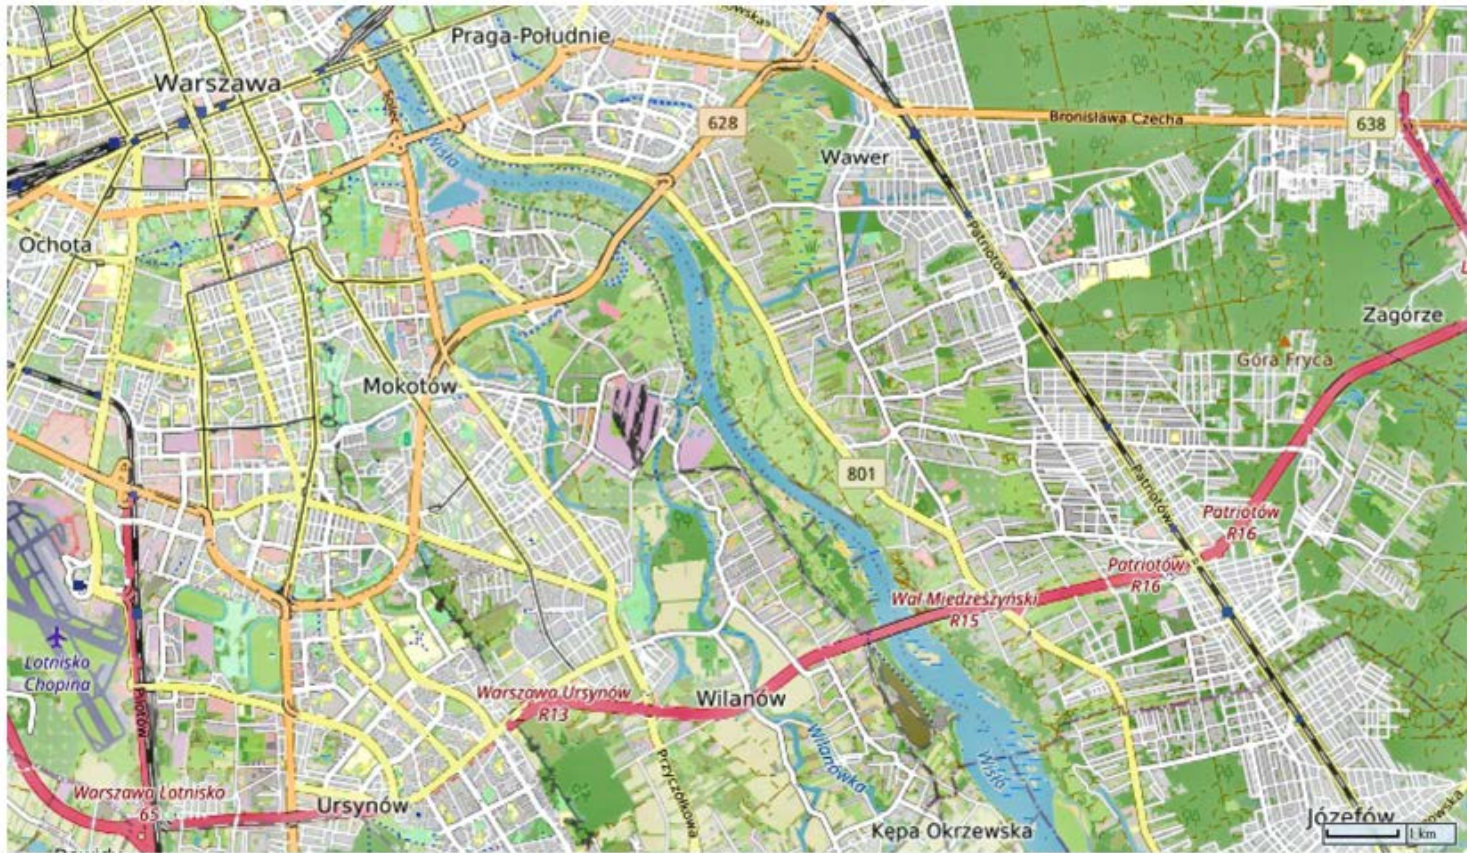 Praga-Południe
Warszawa
Solec
628
Bronisława Czecha
638
Wisła
Wawer
Ochota
Patriotów
Zagórze
Góra Fryca
Mokotów
801
Patriotów
Patriotów
R16
Patriotów
R16
Wał Miedzeszyński
R15
Lotnisko
Chopina
Warszawa Ursynów
R13
Wilanów
Wilanówka
Wisła
Przyczółkowa
Warszawa Lotnisko
65
Ursynów
Kępa Okrzewska
Józefów
1 km